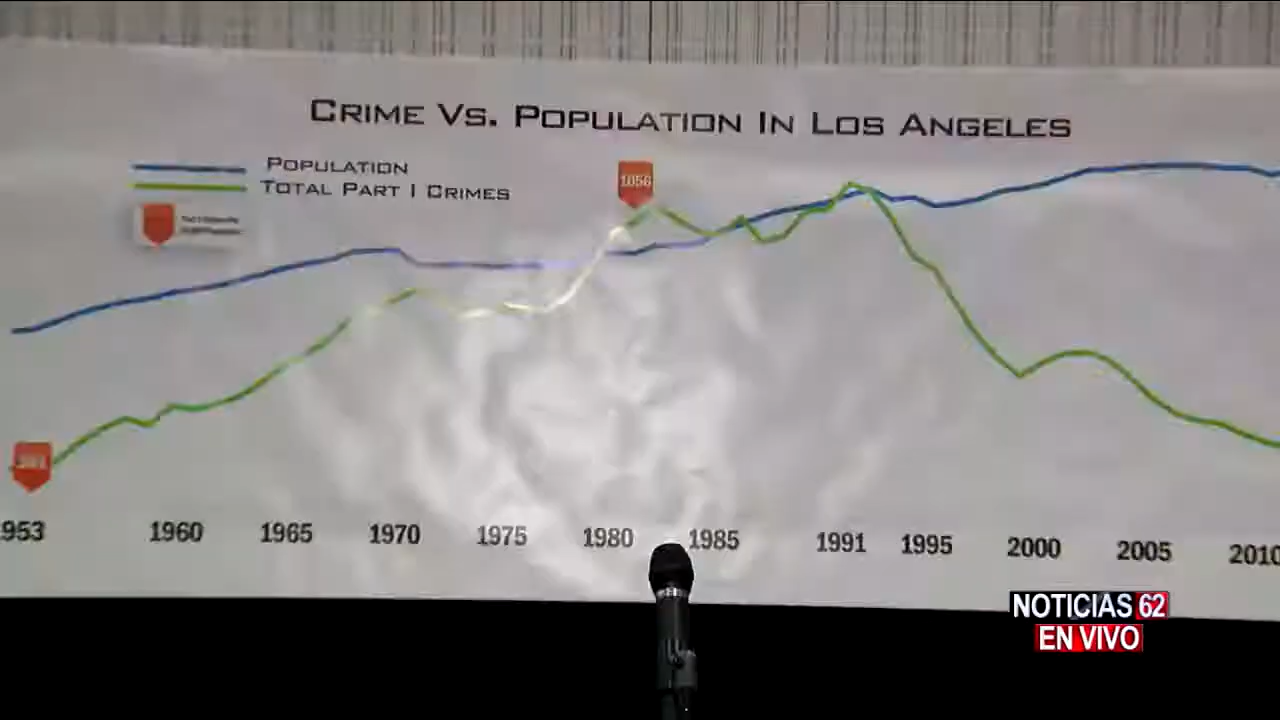 CRIME VS. POPULATION IN LOS ANGELES
POPULATION
TOTAL PART I CRIMES
1056
1953 1960 1965 1970 1975 1980 1985 1991 1995 2000 2005 2010
NOTICIAS 62
EN VIVO